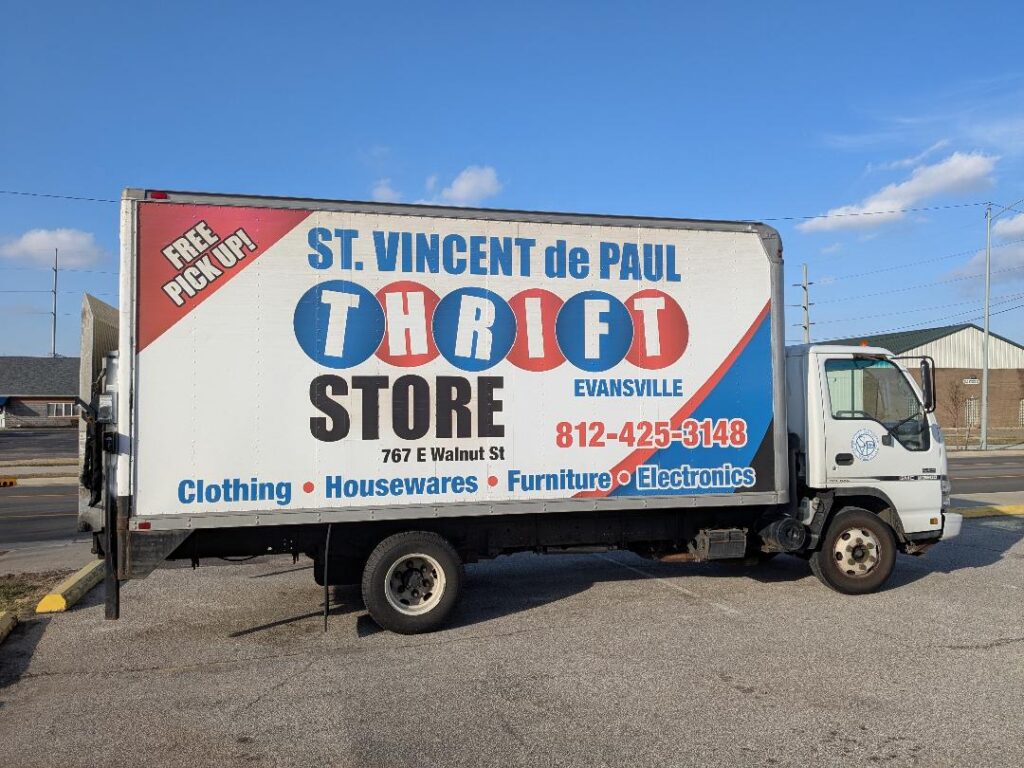 FREE
PICK UP!
ST. VINCENT de PAUL
THRIFT
STORE
EVANSVILLE
767 E Walnut St
812-425-3148
Clothing • Housewares • Furniture • Electronics